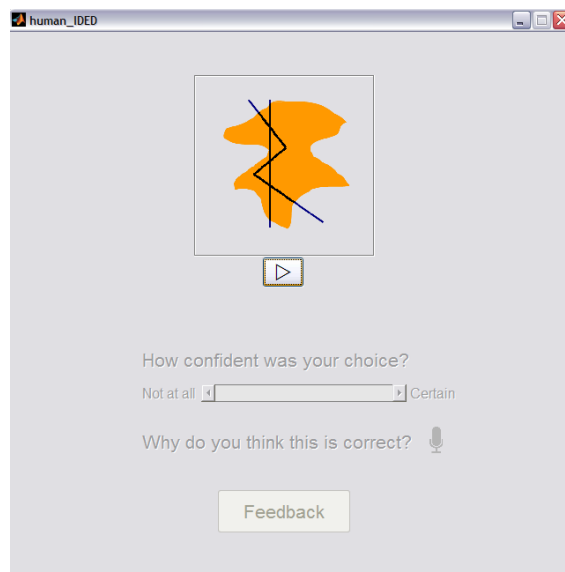 human_IDED
How confident was your choice?
Not at all Certain
Why do you think this is correct?
Feedback